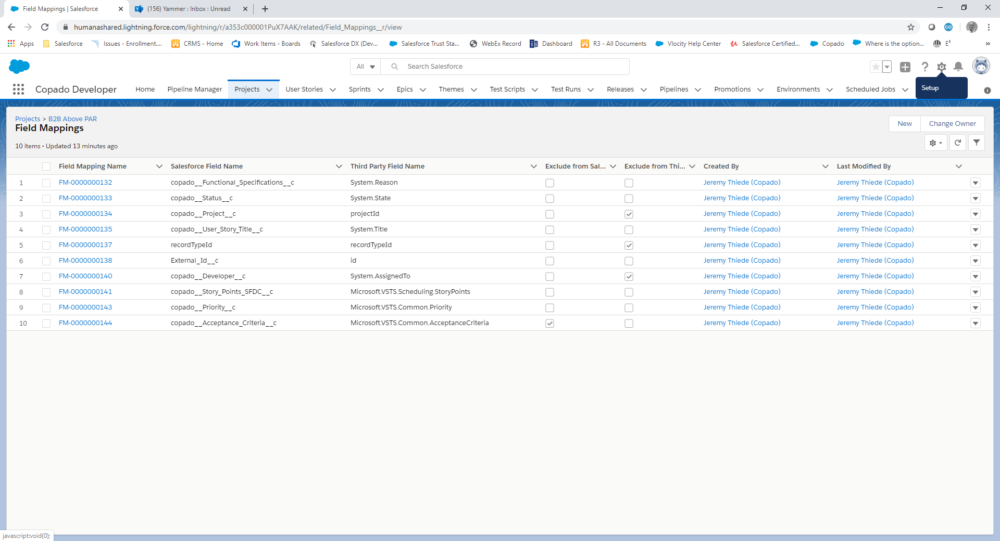 Field Mappings | Salesforce
(156) Yammer : Inbox : Unread
humanashared.lightning.force.com/lightning/r/a353c000001PuX7AAK/related/Field_Mappings__r/view
Apps Salesforce Issues - Enrollment.... CRMS - Home Work Items - Boards Salesforce DX (Dev... Salesforce Trust Sta... WebEx Record Dashboard R3 - All Documents Vlocity Help Center Salesforce Certified... Copado Where is the option... E³ »
All Search Salesforce
Copado Developer Home Pipeline Manager Projects User Stories Sprints Epics Themes Test Scripts Test Runs Releases Pipelines Promotions Environments Scheduled Jobs Setup
Projects > B2B Above PAR
Field Mappings
New Change Owner
10 items • Updated 13 minutes ago
Field Mapping Name Salesforce Field Name Third Party Field Name Exclude from Sal... Exclude from Thi... Created By Last Modified By
1 FM-0000000132 copado__Functional_Specifications__c System.Reason Jeremy Thiede (Copado) Jeremy Thiede (Copado)
2 FM-0000000133 copado__Status__c System.State Jeremy Thiede (Copado) Jeremy Thiede (Copado)
3 FM-0000000134 copado__Project__c projectId Jeremy Thiede (Copado) Jeremy Thiede (Copado)
4 FM-0000000135 copado__User_Story_Title__c System.Title Jeremy Thiede (Copado) Jeremy Thiede (Copado)
5 FM-0000000137 recordTypeId recordTypeId Jeremy Thiede (Copado) Jeremy Thiede (Copado)
6 FM-0000000138 External_Id__c id Jeremy Thiede (Copado) Jeremy Thiede (Copado)
7 FM-0000000140 copado__Developer__c System.AssignedTo Jeremy Thiede (Copado) Jeremy Thiede (Copado)
8 FM-0000000141 copado__Story_Points_SFDC__c Microsoft.VSTS.Scheduling.StoryPoints Jeremy Thiede (Copado) Jeremy Thiede (Copado)
9 FM-0000000143 copado__Priority__c Microsoft.VSTS.Common.Priority Jeremy Thiede (Copado) Jeremy Thiede (Copado)
10 FM-0000000144 copado__Acceptance_Criteria__c Microsoft.VSTS.Common.AcceptanceCriteria Jeremy Thiede (Copado) Jeremy Thiede (Copado)
javascript:void(0);